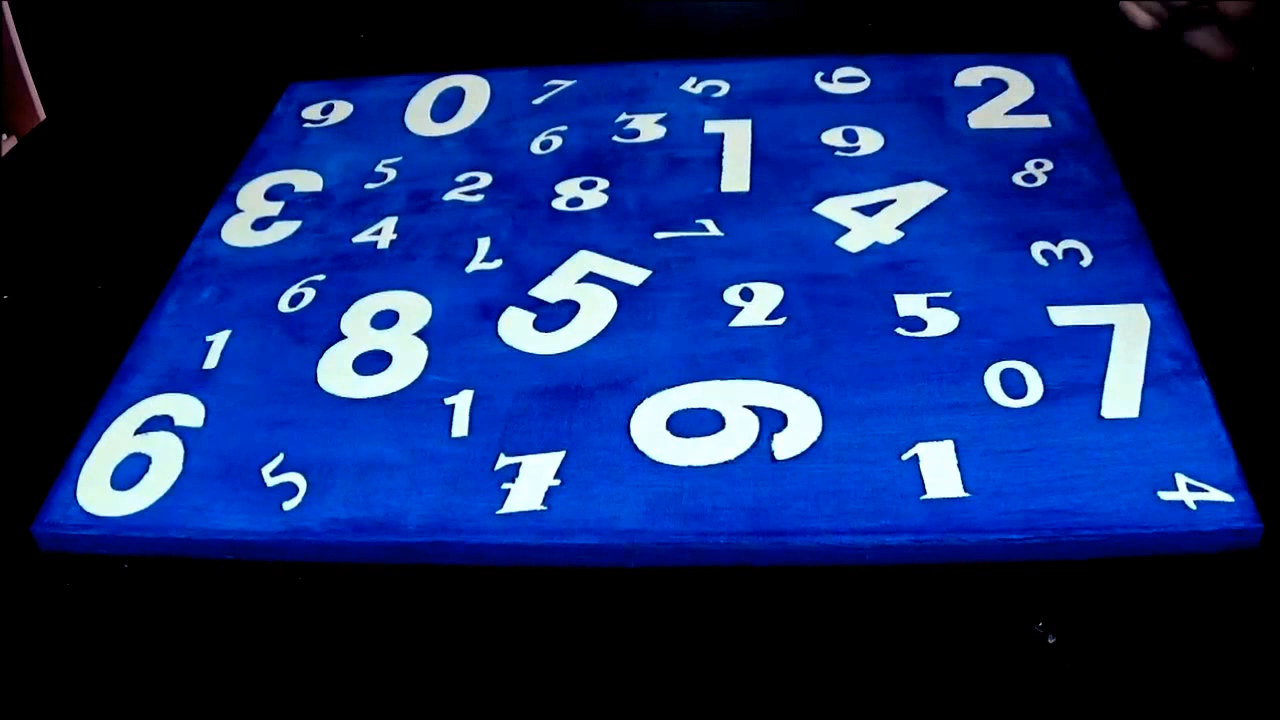 9 0 7 5 6 2
6 3 1 9
3 5 2 8 4 8
4 7 1 3
6 8 5 2 5 7
1 1 0
6 5 7 9 1 4